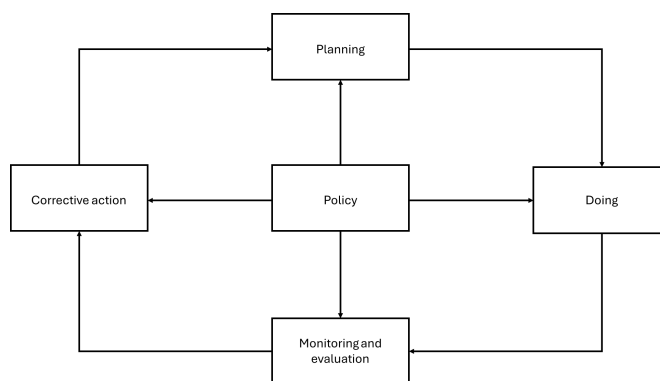 Planning
Corrective action
Policy
Doing
Monitoring and
evaluation